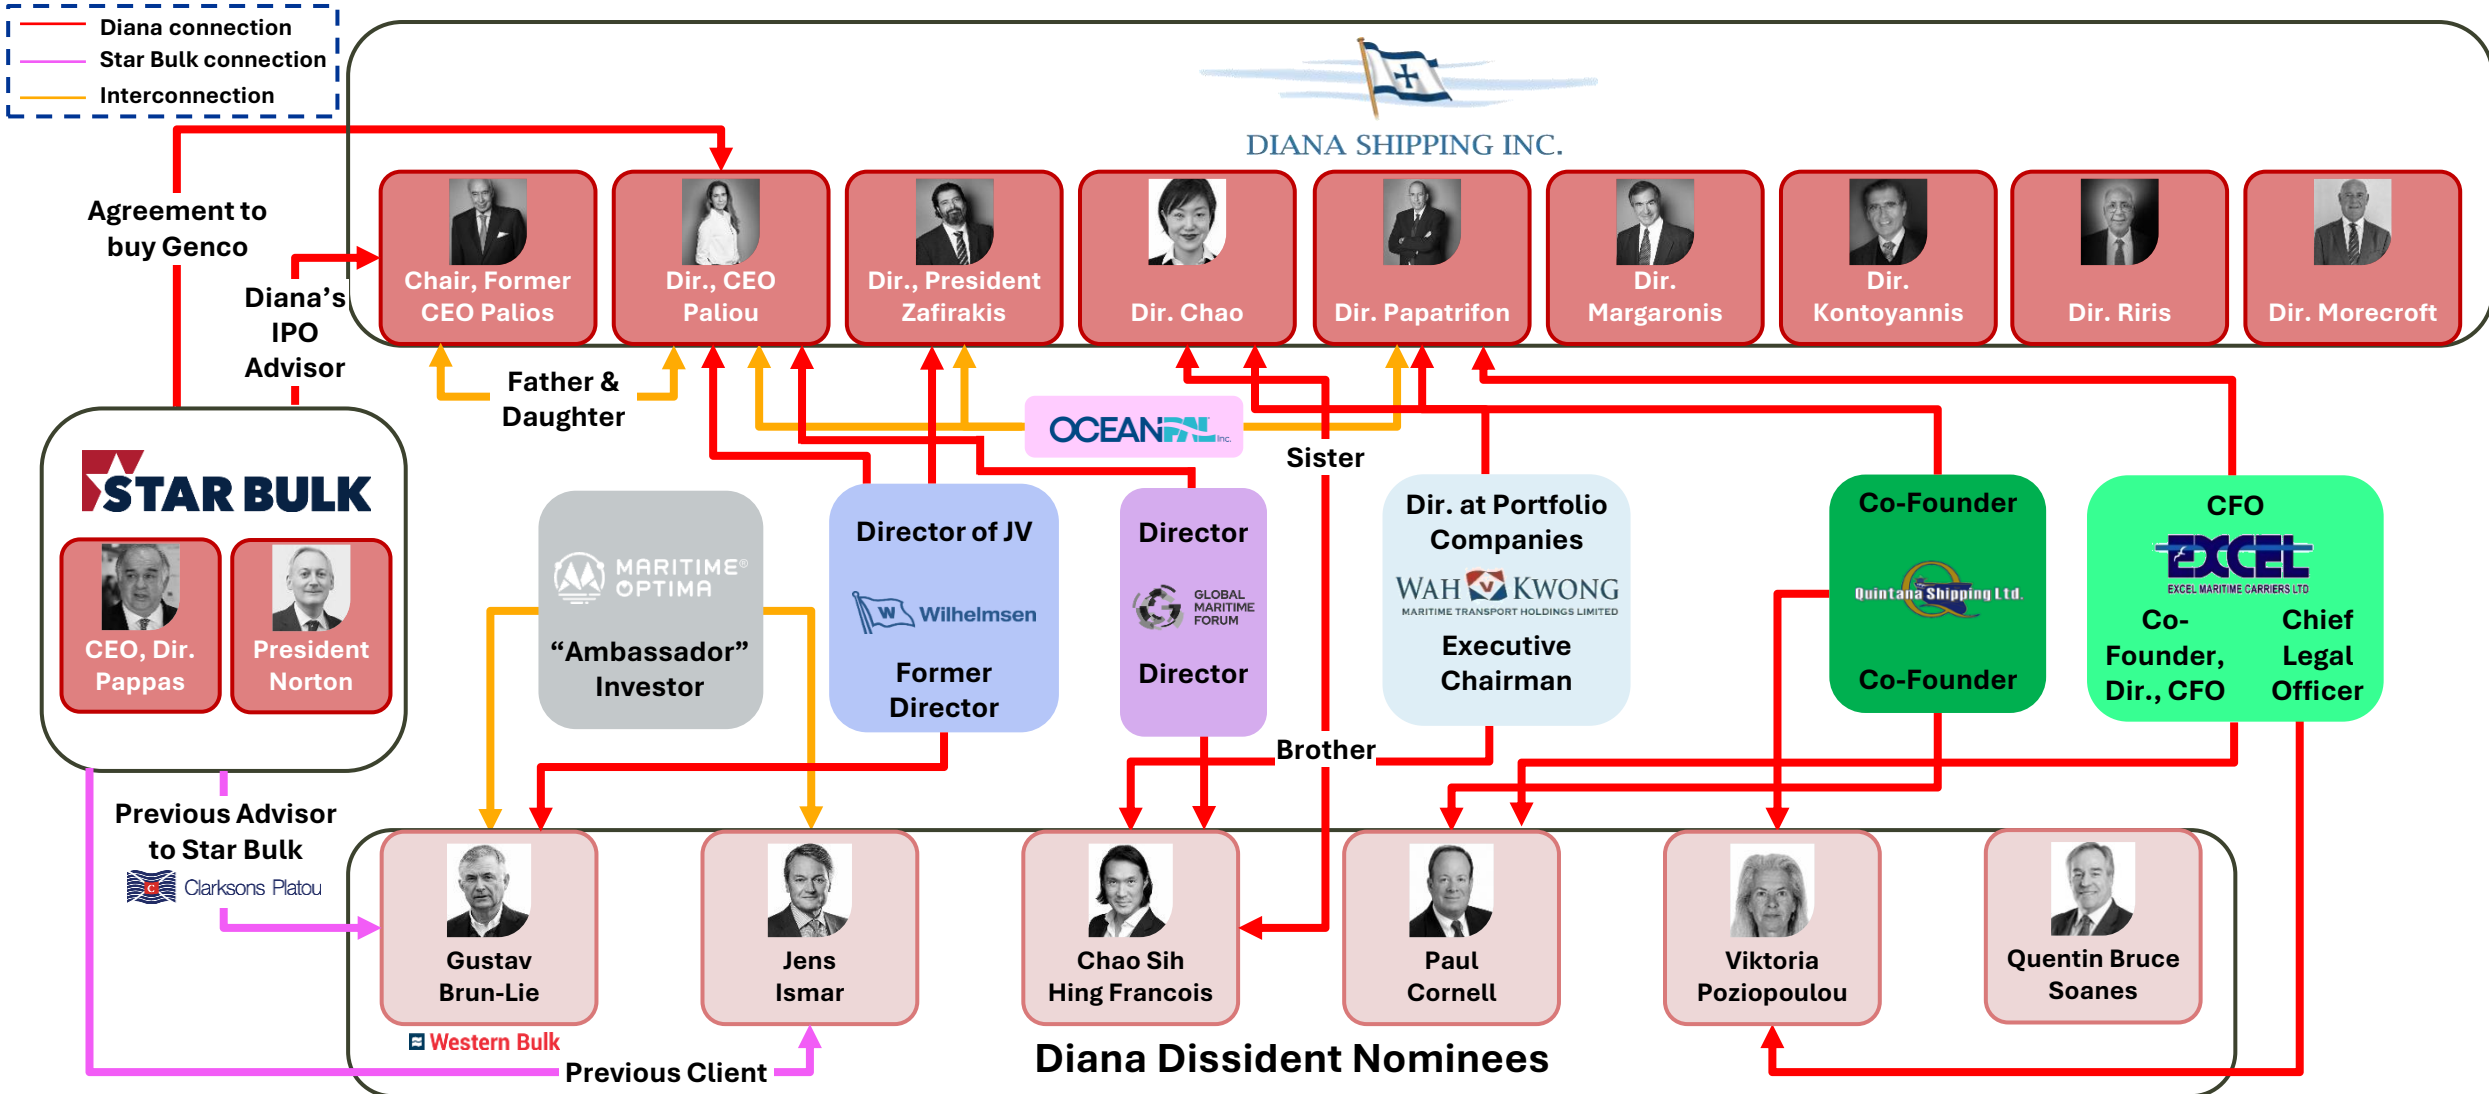 Diana connection
Star Bulk connection
Interconnection
DIANA SHIPPING INC.
Agreement to
buy Genco
Diana's
IPO
Advisor
Chair, Former
CEO Palios
Dir., CEO
Paliou
Dir., President
Zafirakis
Dir. Chao
Dir. Papatrifon
Dir.
Margaronis
Dir.
Kontoyannis
Dir. Riris
Dir. Morecroft
Father &
Daughter
OCEANPAL Inc.
Sister
STAR BULK
CEO, Dir.
Pappas
President
Norton
MARITIME®
OPTIMA
“Ambassador”
Investor
Director of JV
W Wilhelmsen
Former
Director
Director
GLOBAL
MARITIME
FORUM
Director
Dir. at Portfolio
Companies
WAH V KWONG
MARITIME TRANSPORT HOLDINGS LIMITED
Executive
Chairman
Co-Founder
Quintana Shipping Ltd.
Co-Founder
CFO
EXCEL
EXCEL MARITIME CARRIERS LTD
Co-
Founder,
Dir., CFO
Chief
Legal
Officer
Brother
Previous Advisor
to Star Bulk
C Clarksons Platou
Gustav
Brun-Lie
Jens
Ismar
Chao Sih
Hing Francois
Paul
Cornell
Viktoria
Poziopoulou
Quentin Bruce
Soanes
Western Bulk
Previous Client
Diana Dissident Nominees